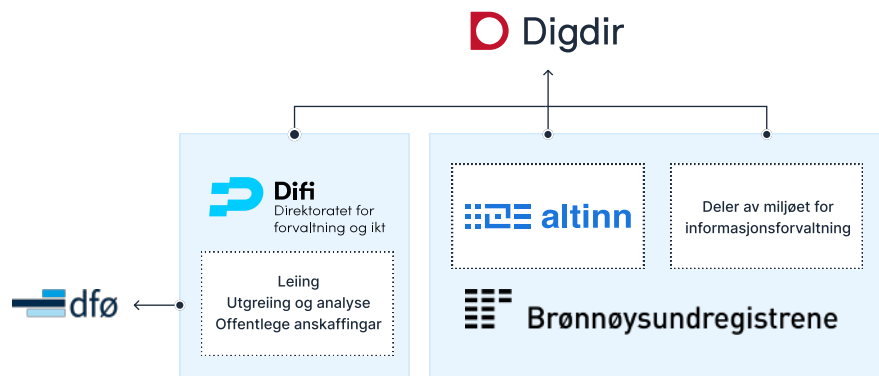 Digdir
Difi
Direktoratet for
forvaltning og ikt
Leiing
Utgreiing og analyse
Offentlege anskaffingar
dfø
altinn
Deler av miljøet for
informasjonsforvaltning
Brønnøysundregistrene